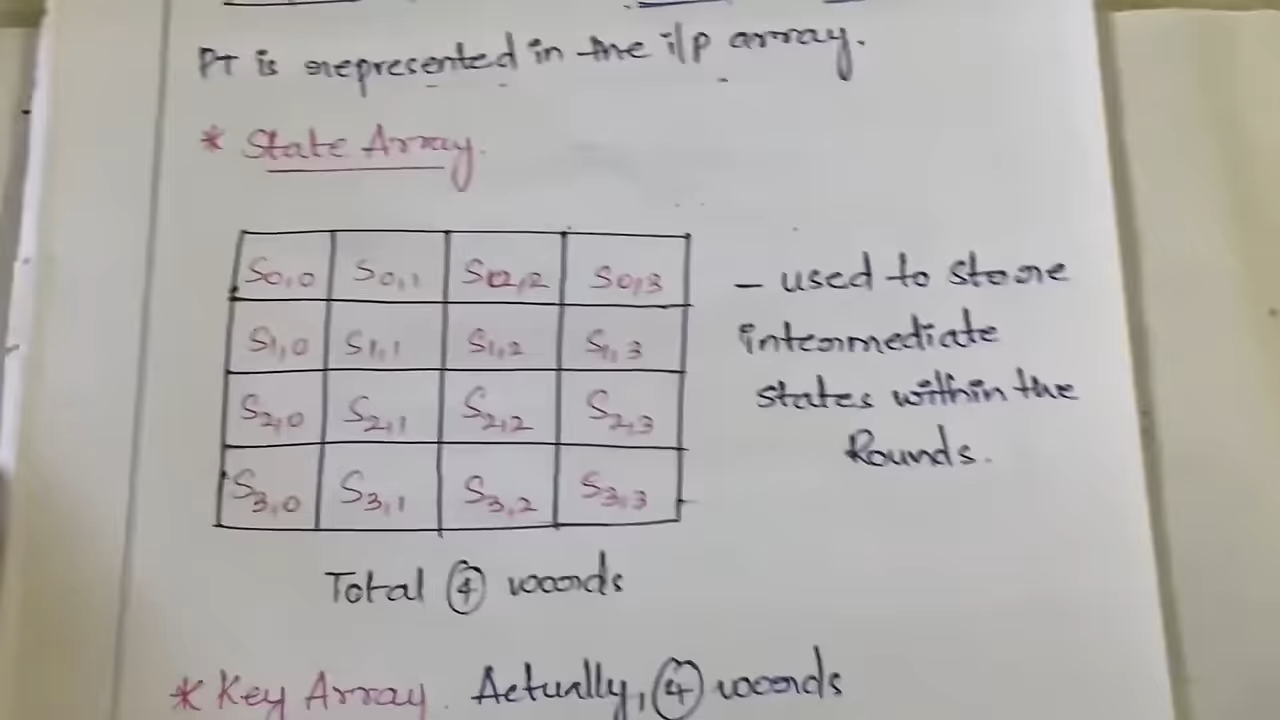 PT is represented in the i/p array.
* State Array.
S0,0 S0,1 S0,2 S0,3
S1,0 S1,1 S1,2 S1,3
S2,0 S2,1 S2,2 S2,3
S3,0 S3,1 S3,2 S3,3
- used to store
intermediate
states within the
Rounds.
Total 4 words
* Key Array. Actually, 4 words